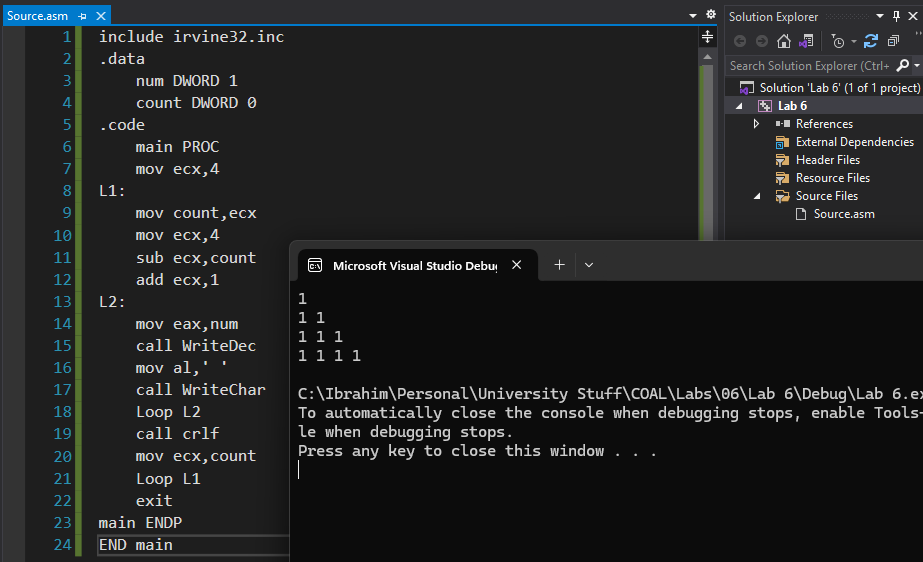 Source.asm
1 include irvine32.inc
2 .data
3 num DWORD 1
4 count DWORD 0
5 .code
6 main PROC
7 mov ecx,4
8 L1:
9 mov count,ecx
10 mov ecx,4
11 sub ecx,count
12 add ecx,1
13 L2:
14 mov eax,num
15 call WriteDec
16 mov al,' '
17 call WriteChar
18 Loop L2
19 call crlf
20 mov ecx,count
21 Loop L1
22 exit
23 main ENDP
24 END main
Solution Explorer
Search Solution Explorer (Ctrl+
Solution 'Lab 6' (1 of 1 project)
Lab 6
References
External Dependencies
Header Files
Resource Files
Source Files
Source.asm
Microsoft Visual Studio Debu
1
1 1
1 1 1
1 1 1 1
C:\Ibrahim\Personal\University Stuff\COAL\Labs\06\Lab 6\Debug\Lab 6.ex
To automatically close the console when debugging stops, enable Tools-
le when debugging stops.
Press any key to close this window . . .